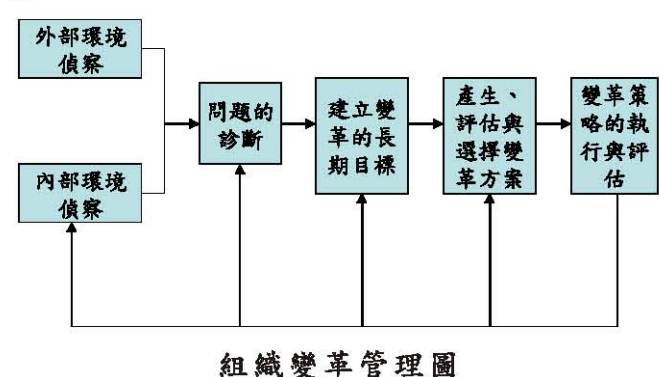 外部環境
偵察
內部環境
偵察
問題的
診斷
建立變
革的長
期目標
產生、
評估與
選擇變
革方案
變革策
略的執
行與評
估
組織變革管理圖